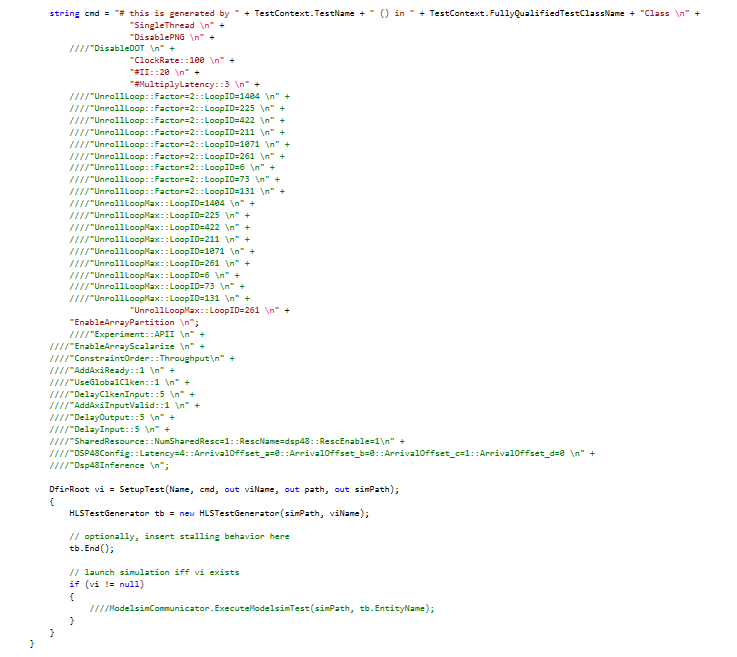 string cmd = "# this is generated by " + TestContext.TestName + " () in " + TestContext.FullyQualifiedTestClassName + "Class \n" +
"SingleThread \n" +
"DisablePNG \n" +
////"DisableDOT \n" +
"ClockRate::100 \n" +
"#II::20 \n" +
"#MultiplyLatency::3 \n" +
////"UnrollLoop::Factor=2::LoopID=1404 \n" +
////"UnrollLoop::Factor=2::LoopID=225 \n" +
////"UnrollLoop::Factor=2::LoopID=422 \n" +
////"UnrollLoop::Factor=2::LoopID=211 \n" +
////"UnrollLoop::Factor=2::LoopID=1071 \n" +
////"UnrollLoop::Factor=2::LoopID=261 \n" +
////"UnrollLoop::Factor=2::LoopID=6 \n" +
////"UnrollLoop::Factor=2::LoopID=73 \n" +
////"UnrollLoop::Factor=2::LoopID=131 \n" +
////"UnrollLoopMax::LoopID=1404 \n" +
////"UnrollLoopMax::LoopID=225 \n" +
////"UnrollLoopMax::LoopID=422 \n" +
////"UnrollLoopMax::LoopID=211 \n" +
////"UnrollLoopMax::LoopID=1071 \n" +
////"UnrollLoopMax::LoopID=261 \n" +
////"UnrollLoopMax::LoopID=6 \n" +
////"UnrollLoopMax::LoopID=73 \n" +
////"UnrollLoopMax::LoopID=131 \n" +
"UnrollLoopMax::LoopID=261 \n" +
"EnableArrayPartition \n";
////"Experiment::APII \n" +
////"EnableArrayScalarize \n" +
////"ConstraintOrder::Throughput\n" +
////"AddAxiReady::1 \n" +
////"UseGlobalClken::1 \n" +
////"DelayClkenInput::5 \n" +
////"AddAxiInputValid::1 \n" +
////"DelayOutput::5 \n" +
////"DelayInput::5 \n" +
////"SharedResource::NumSharedResc=1::RescName=dsp48::RescEnable=1\n" +
////"DSP48Config::Latency=4::ArrivalOffset_a=0::ArrivalOffset_b=0::ArrivalOffset_c=1::ArrivalOffset_d=0 \n" +
////"Dsp48Inference \n";
DfirRoot vi = SetupTest(Name, cmd, out viName, out path, out simPath);
{
HLSTestGenerator tb = new HLSTestGenerator(simPath, viName);
// optionally, insert stalling behavior here
tb.End();
// launch simulation iff vi exists
if (vi != null)
{
////ModelsimCommunicator.ExecuteModelsimTest(simPath, tb.EntityName);
}
}
}